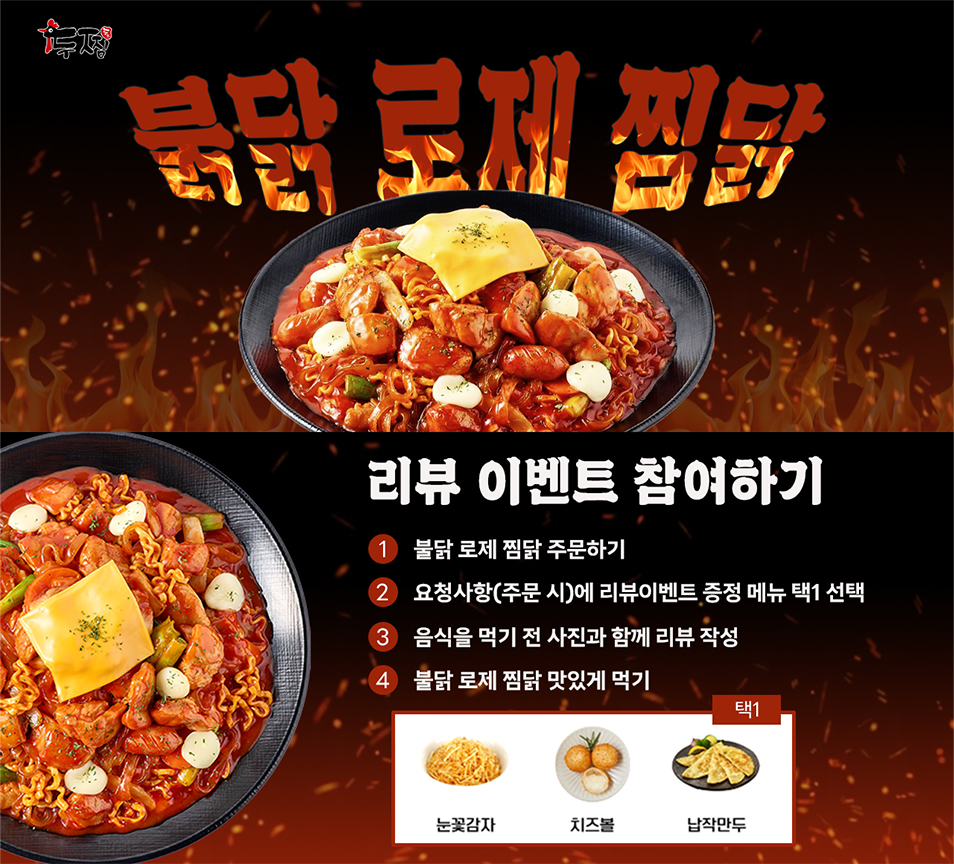 두찜
불닭 로제 찜닭
리뷰 이벤트 참여하기
1 불닭 로제 찜닭 주문하기
2 요청사항(주문 시)에 리뷰이벤트 증정 메뉴 택1 선택
3 음식을 먹기 전 사진과 함께 리뷰 작성
4 불닭 로제 찜닭 맛있게 먹기
택1
눈꽃감자 치즈볼 납작만두